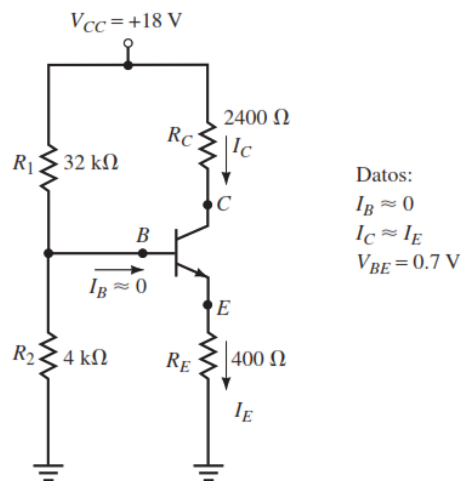 V_CC = +18 V
2400 Ω
R_C
I_C
R_1
32 kΩ
C
Datos:
I_B ≈ 0
I_C ≈ I_E
V_BE = 0.7 V
B
I_B ≈ 0
E
R_2
4 kΩ
R_E
400 Ω
I_E